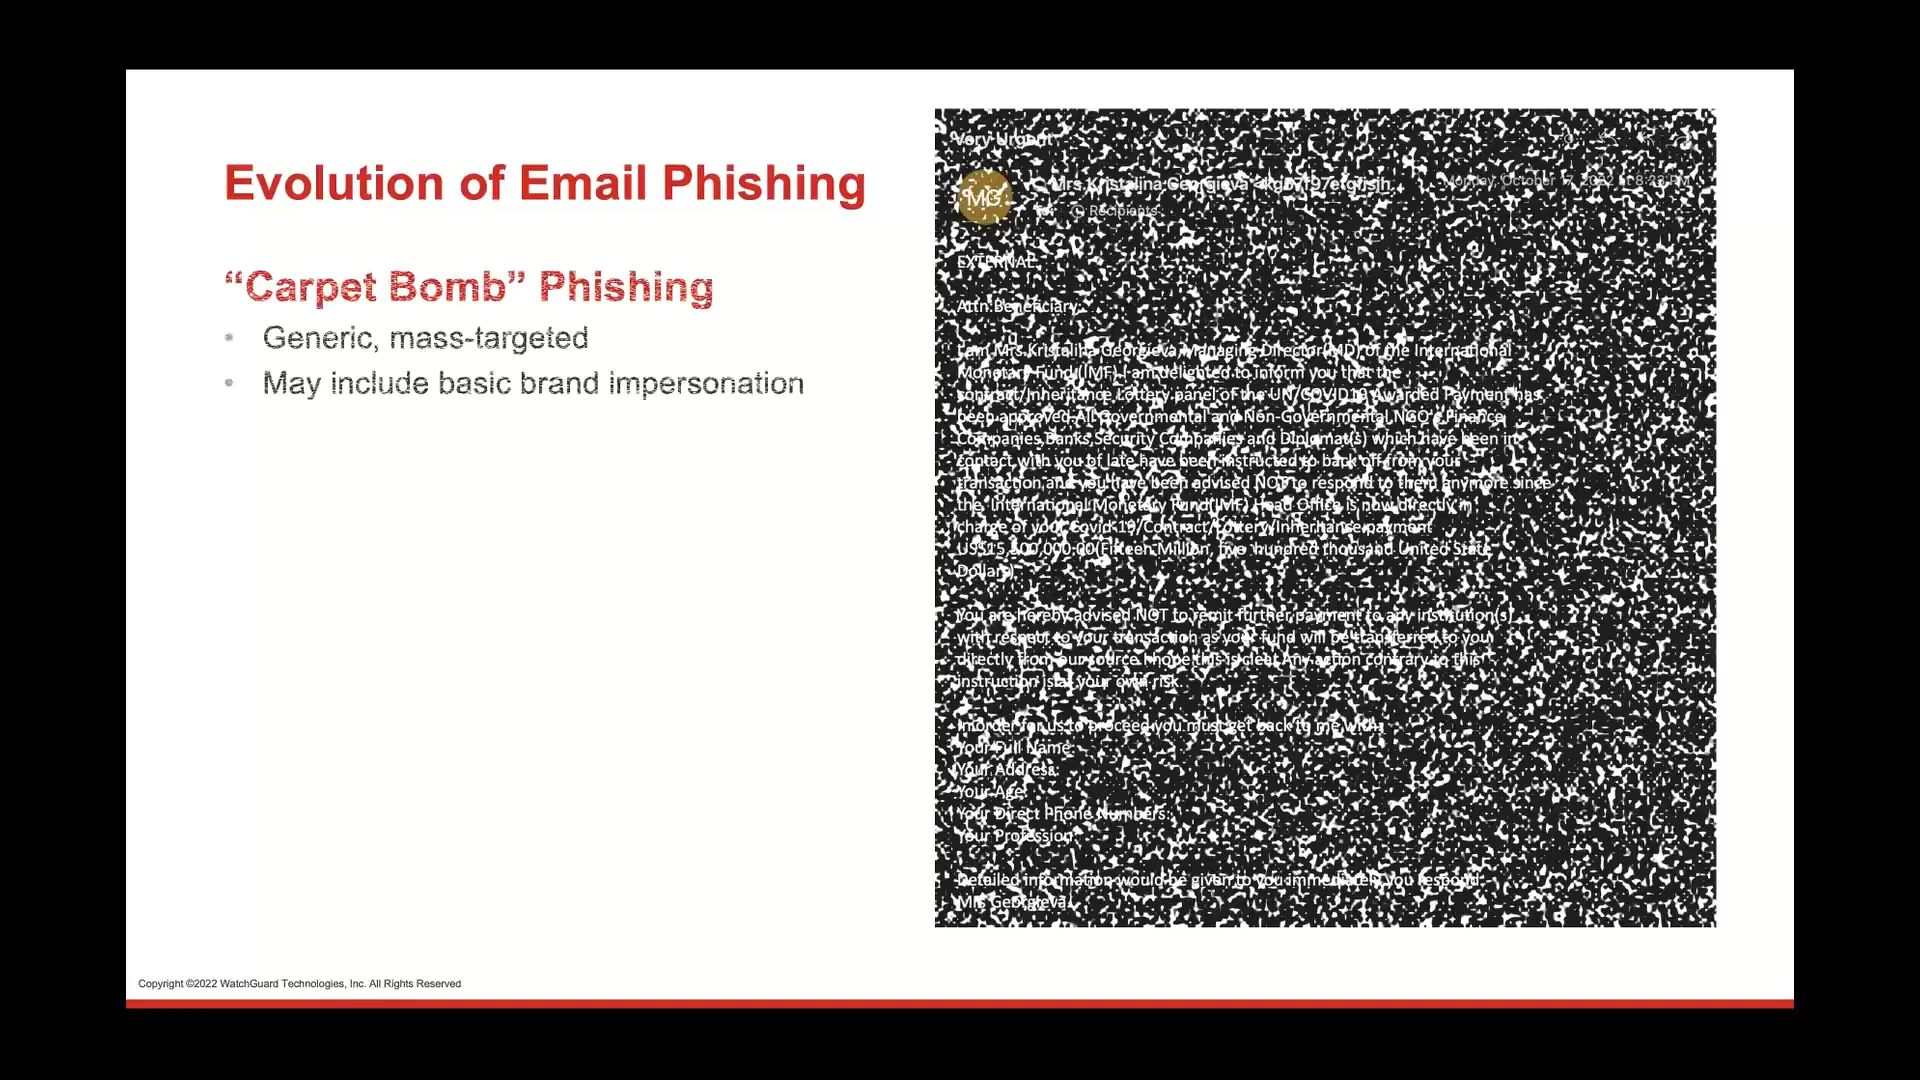 Evolution of Email Phishing
“Carpet Bomb” Phishing
• Generic, mass-targeted
• May include basic brand impersonation
Very Urgent
MG
Mrs.Kristalina Georgieva
Monday, October 17, 2022
Recipients
EXTERNAL
Attn:Beneficiary,
I am Mrs.Kristalina Georgieva,Managing Director(MD) of the International
Monetary Fund(IMF).I am delighted to inform you that the
contract/Inheritance Lottery panel of the UN/COVID19 Awarded Payment has
been approved.All Governmental and Non-Governmental NGO's,Finance
Companies,Banks,Security Companies and Diplomat(s) which have been in
contact with you of late have been instructed to back off from your
transaction and you have been advised NOT to respond to them anymore since
the International Monetary Fund(IMF) Head Office is now directly in
charge of your Covid-19/Contract/Lottery/Inheritance payment
US$15,500,000.00(Fifteen Million, five hundred thousand United State
Dollars).
You are hereby advised NOT to remit further payment to any institution(s)
with respect to your transaction as your fund will be transferred to you
directly from our source.I hope this is clear.Any action contrary to this
instruction is at your own risk.
In order for us to proceed you must get back to me with:
Your Full Name:
Your Address:
Your Age:
Your Direct Phone Numbers:
Your Profession:
Detailed information would be given to you immediately you respond.
Mrs Georgieva
Copyright ©2022 WatchGuard Technologies, Inc. All Rights Reserved